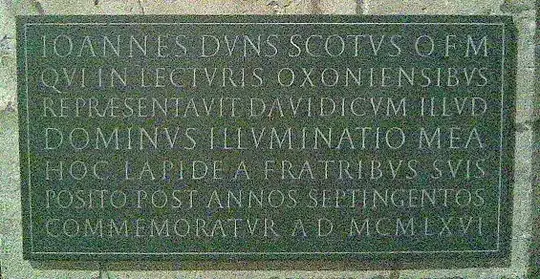 IOANNES DVNS SCOTVS O F M
QVI IN LECTVRIS OXONIENSIBVS
REPRÆSENTAVIT DAVIDICVM ILLVD
DOMINVS ILLVMINATIO MEA
HOC LAPIDE A FRATRIBVS SVIS
POSITO POST ANNOS SEPTINGENTOS
COMMEMORATVR A D MCMLXVI